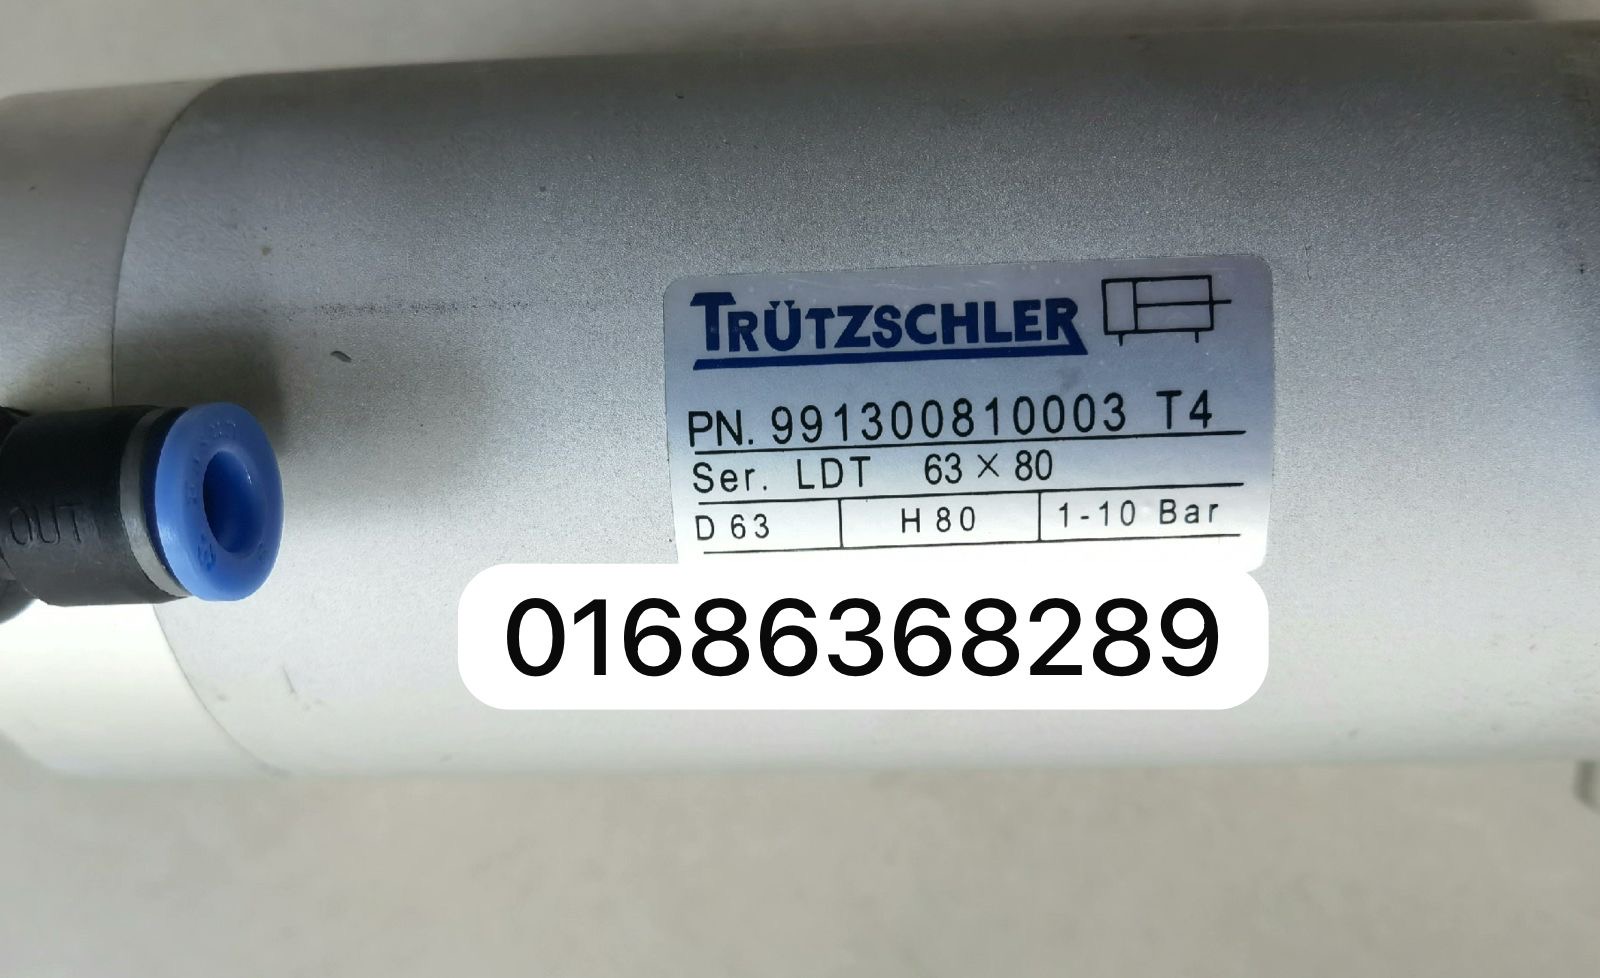 TRÜTZSCHLER
PN. 991300810003 T4
Ser. LDT 63 × 80
D 63 H 80 1-10 Bar
OUT
01686368289